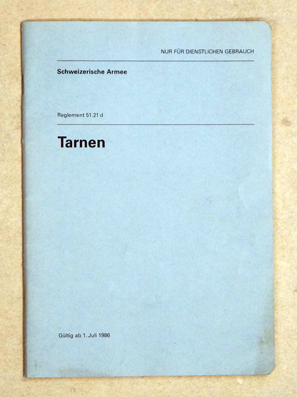 NUR FÜR DIENSTLICHEN GEBRAUCH
Schweizerische Armee
Reglement 51.21 d
Tarnen
Gültig ab 1. Juli 1986